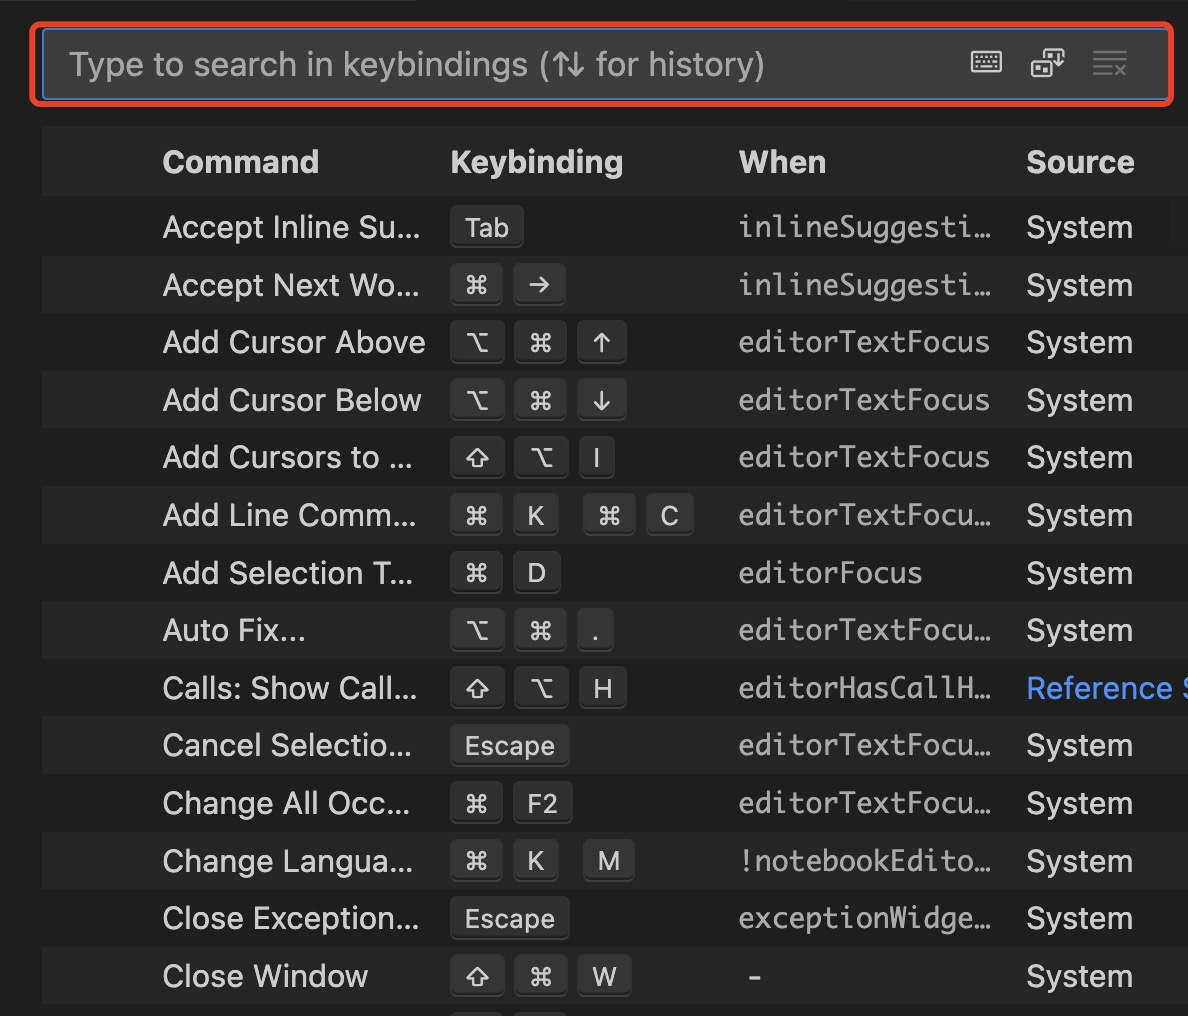 Type to search in keybindings (↑↓ for history)
Command Keybinding When Source
Accept Inline Su... Tab inlineSuggesti… System
Accept Next Wo... ⌘ → inlineSuggesti… System
Add Cursor Above ⌥ ⌘ ↑ editorTextFocus System
Add Cursor Below ⌥ ⌘ ↓ editorTextFocus System
Add Cursors to ... ⇧ ⌥ I editorTextFocus System
Add Line Comm... ⌘ K ⌘ C editorTextFocu… System
Add Selection T... ⌘ D editorFocus System
Auto Fix... ⌥ ⌘ . editorTextFocu… System
Calls: Show Call... ⇧ ⌥ H editorHasCallH… Reference S
Cancel Selectio... Escape editorTextFocu… System
Change All Occ... ⌘ F2 editorTextFocu… System
Change Langua... ⌘ K M !notebookEdito… System
Close Exception... Escape exceptionWidge… System
Close Window ⇧ ⌘ W – System